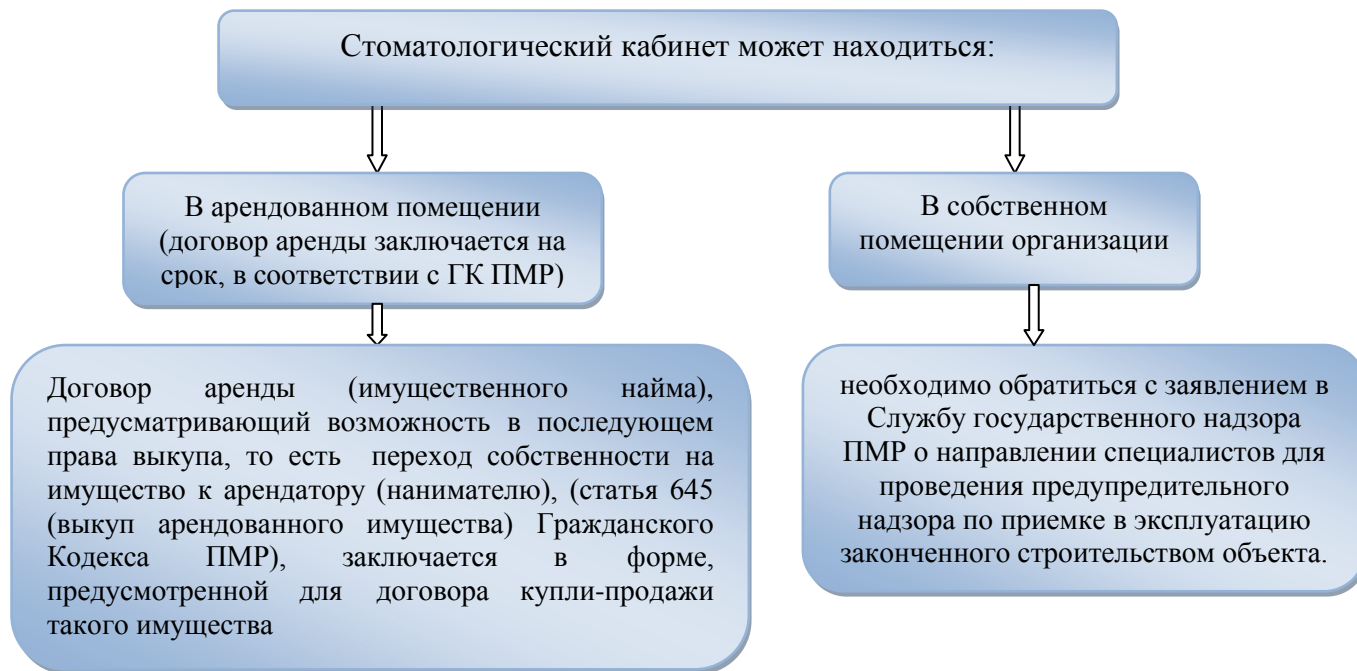 Стоматологический кабинет может находиться:
В арендованном помещении
(договор аренды заключается на
срок, в соответствии с ГК ПМР)
В собственном
помещении организации
Договор аренды (имущественного найма),
предусматривающий возможность в последующем
права выкупа, то есть переход собственности на
имущество к арендатору (нанимателю), (статья 645
(выкуп арендованного имущества) Гражданского
Кодекса ПМР), заключается в форме,
предусмотренной для договора купли-продажи
такого имущества
необходимо обратиться с заявлением в
Службу государственного надзора
ПМР о направлении специалистов для
проведения предупредительного
надзора по приемке в эксплуатацию
законченного строительством объекта.